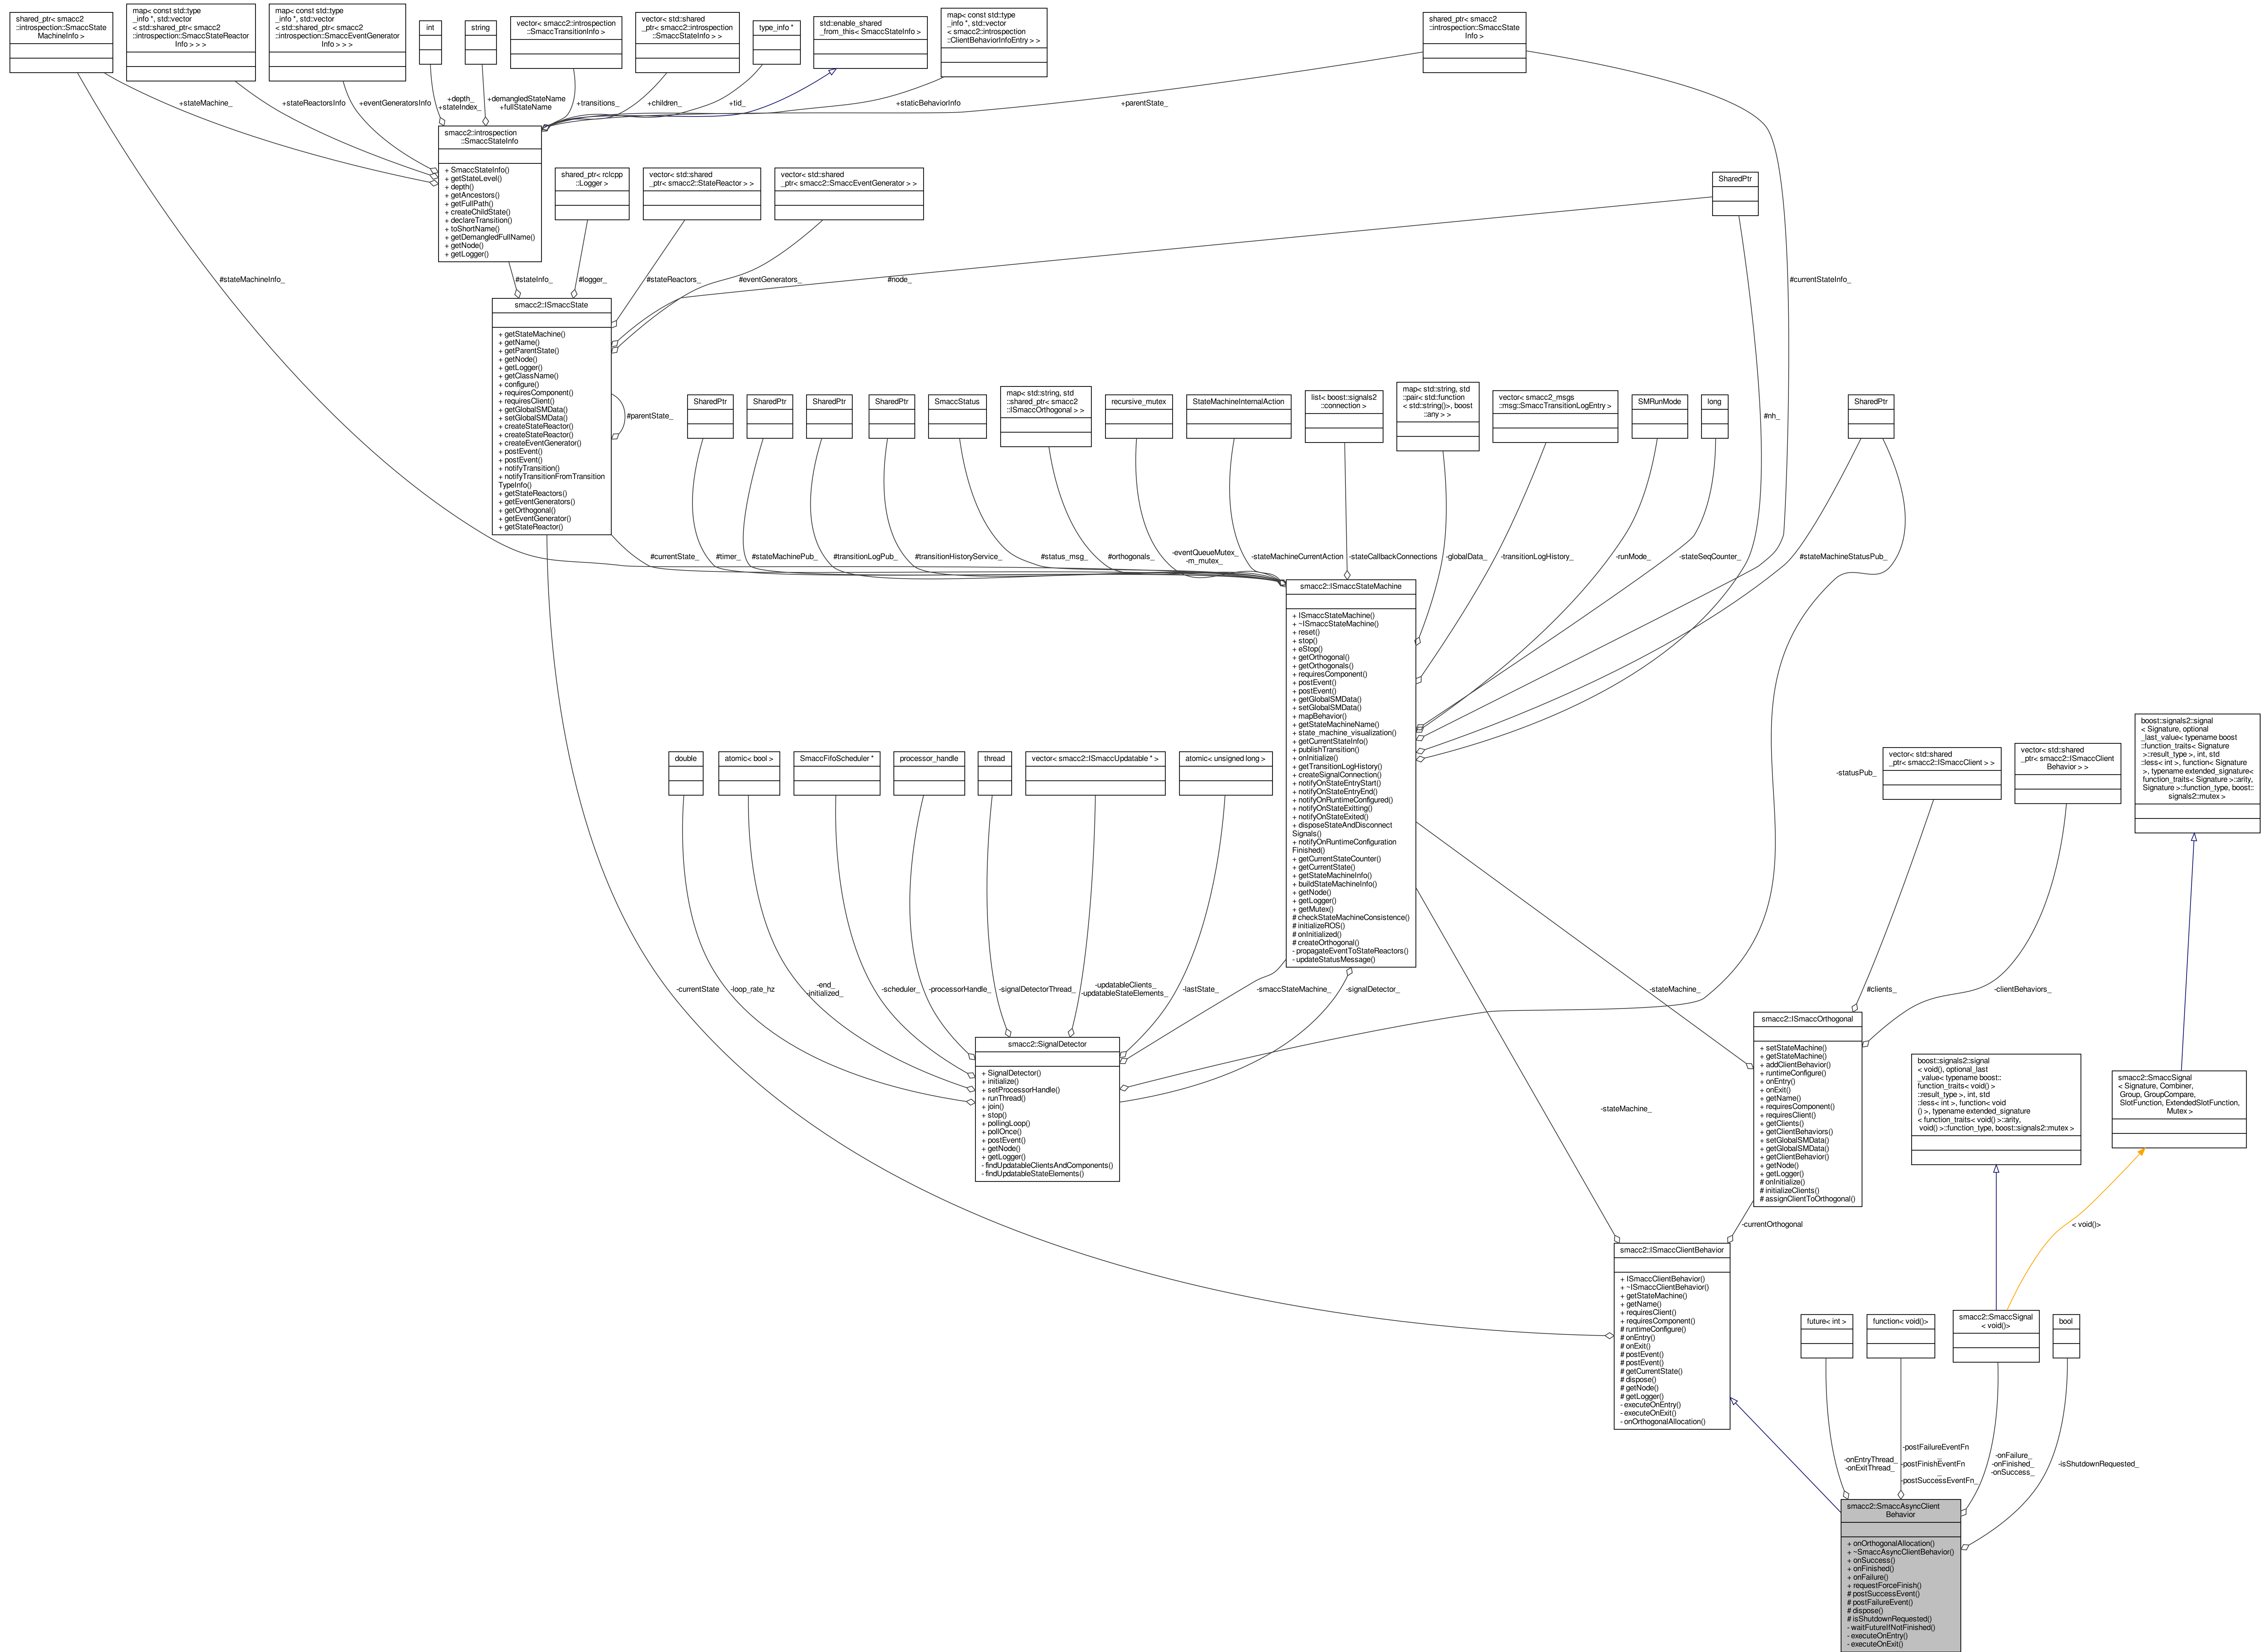 shared_ptr< smacc2
::introspection::SmaccState
MachineInfo >
map< const std::type
_info *, std::vector
< std::shared_ptr< smacc2
::introspection::SmaccStateReactor
Info > > >
map< const std::type
_info *, std::vector
< std::shared_ptr< smacc2
::introspection::SmaccEventGenerator
Info > > >
int
string
vector< smacc2::introspection
::SmaccTransitionInfo >
vector< std::shared
_ptr< smacc2::introspection
::SmaccStateInfo > >
type_info *
std::enable_shared
_from_this< SmaccStateInfo >
map< const std::type
_info *, std::vector
< smacc2::introspection
::ClientBehaviorInfoEntry > >
shared_ptr< smacc2
::introspection::SmaccState
Info >
+stateMachine_
+stateReactorsInfo
+eventGeneratorsInfo
+depth_
+stateIndex_
+demangledStateName
+fullStateName
+transitions_
+children_
+tid_
+staticBehaviorInfo
+parentState_
smacc2::introspection
::SmaccStateInfo
+ SmaccStateInfo()
+ getStateLevel()
+ depth()
+ getAncestors()
+ getFullPath()
+ createChildState()
+ declareTransition()
+ toShortName()
+ getDemangledFullName()
+ getNode()
+ getLogger()
shared_ptr< rclcpp
::Logger >
vector< std::shared
_ptr< smacc2::StateReactor > >
vector< std::shared
_ptr< smacc2::SmaccEventGenerator > >
SharedPtr
#stateMachineInfo_
#stateInfo_
#logger_
#stateReactors_
#eventGenerators_
#node_
#currentStateInfo_
smacc2::ISmaccState
+ getStateMachine()
+ getName()
+ getParentState()
+ getNode()
+ getLogger()
+ getClassName()
+ configure()
+ requiresComponent()
+ requiresClient()
+ getGlobalSMData()
+ setGlobalSMData()
+ createStateReactor()
+ createStateReactor()
+ createEventGenerator()
+ postEvent()
+ postEvent()
+ notifyTransition()
+ notifyTransitionFromTransition
TypeInfo()
+ getStateReactors()
+ getEventGenerators()
+ getOrthogonal()
+ getEventGenerator()
+ getStateReactor()
#parentState_
SharedPtr
SharedPtr
SharedPtr
SharedPtr
SmaccStatus
map< std::string, std
::shared_ptr< smacc2
::ISmaccOrthogonal > >
recursive_mutex
StateMachineInternalAction
list< boost::signals2
::connection >
map< std::string, std
::pair< std::function
< std::string()>, boost
::any > >
vector< smacc2_msgs
::msg::SmaccTransitionLogEntry >
SMRunMode
long
#nh_
SharedPtr
#currentState_
#timer_
#stateMachinePub_
#transitionLogPub_
#transitionHistoryService_
#status_msg_
#orthogonals_
-eventQueueMutex_
-m_mutex_
-stateMachineCurrentAction
-stateCallbackConnections
-globalData_
-transitionLogHistory_
-runMode_
-stateSeqCounter_
#stateMachineStatusPub_
smacc2::ISmaccStateMachine
+ ISmaccStateMachine()
+ ~ISmaccStateMachine()
+ reset()
+ stop()
+ eStop()
+ getOrthogonal()
+ getOrthogonals()
+ requiresComponent()
+ postEvent()
+ postEvent()
+ getGlobalSMData()
+ setGlobalSMData()
+ mapBehavior()
+ getStateMachineName()
+ state_machine_visualization()
+ getCurrentStateInfo()
+ publishTransition()
+ onInitialize()
+ getTransitionLogHistory()
+ createSignalConnection()
+ notifyOnStateEntryStart()
+ notifyOnStateEntryEnd()
+ notifyOnRuntimeConfigured()
+ notifyOnStateExitting()
+ notifyOnStateExited()
+ disposeStateAndDisconnect
Signals()
+ notifyOnRuntimeConfiguration
Finished()
+ getCurrentStateCounter()
+ getCurrentState()
+ getStateMachineInfo()
+ buildStateMachineInfo()
+ getNode()
+ getLogger()
+ getMutex()
# checkStateMachineConsistence()
# initializeROS()
# onInitialized()
# createOrthogonal()
- propagateEventToStateReactors()
- updateStatusMessage()
double
atomic< bool >
SmaccFifoScheduler *
processor_handle
thread
vector< smacc2::ISmaccUpdatable * >
atomic< unsigned long >
-statusPub_
vector< std::shared
_ptr< smacc2::ISmaccClient > >
vector< std::shared
_ptr< smacc2::ISmaccClient
Behavior > >
boost::signals2::signal
< Signature, optional
_last_value< typename boost
::function_traits< Signature
>::result_type >, int, std
::less< int >, function< Signature
>, typename extended_signature<
function_traits< Signature >::arity,
Signature >::function_type, boost::
signals2::mutex >
-currentState
-loop_rate_hz
-end_
-initialized_
-scheduler_
-processorHandle_
-signalDetectorThread_
-updatableClients_
-updatableStateElements_
-lastState_
-smaccStateMachine_
-signalDetector_
-stateMachine_
#clients_
-clientBehaviors_
smacc2::SignalDetector
+ SignalDetector()
+ initialize()
+ setProcessorHandle()
+ runThread()
+ join()
+ stop()
+ pollingLoop()
+ pollOnce()
+ postEvent()
+ getNode()
+ getLogger()
- findUpdatableClientsAndComponents()
- findUpdatableStateElements()
smacc2::ISmaccOrthogonal
+ setStateMachine()
+ getStateMachine()
+ addClientBehavior()
+ runtimeConfigure()
+ onEntry()
+ onExit()
+ getName()
+ requiresComponent()
+ requiresClient()
+ getClients()
+ getClientBehaviors()
+ setGlobalSMData()
+ getGlobalSMData()
+ getClientBehavior()
+ getNode()
+ getLogger()
# onInitialize()
# initializeClients()
# assignClientToOrthogonal()
boost::signals2::signal
< void(), optional_last
_value< typename boost::
function_traits< void() >
::result_type >, int, std
::less< int >, function< void
() >, typename extended_signature
< function_traits< void() >::arity,
void() >::function_type, boost::signals2::mutex >
smacc2::SmaccSignal
< Signature, Combiner,
Group, GroupCompare,
SlotFunction, ExtendedSlotFunction,
Mutex >
-stateMachine_
-currentOrthogonal
< void()>
smacc2::ISmaccClientBehavior
+ ISmaccClientBehavior()
+ ~ISmaccClientBehavior()
+ getStateMachine()
+ getName()
+ requiresClient()
+ requiresComponent()
# runtimeConfigure()
# onEntry()
# onExit()
# postEvent()
# postEvent()
# getCurrentState()
# dispose()
# getNode()
# getLogger()
- executeOnEntry()
- executeOnExit()
- onOrthogonalAllocation()
future< int >
function< void()>
smacc2::SmaccSignal
< void()>
bool
-onEntryThread_
-onExitThread_
-postFailureEventFn
_
-postFinishEventFn
_
-postSuccessEventFn_
-onFailure_
-onFinished_
-onSuccess_
-isShutdownRequested_
smacc2::SmaccAsyncClient
Behavior
+ onOrthogonalAllocation()
+ ~SmaccAsyncClientBehavior()
+ onSuccess()
+ onFinished()
+ onFailure()
+ requestForceFinish()
# postSuccessEvent()
# postFailureEvent()
# dispose()
# isShutdownRequested()
- waitFutureIfNotFinished()
- executeOnEntry()
- executeOnExit()